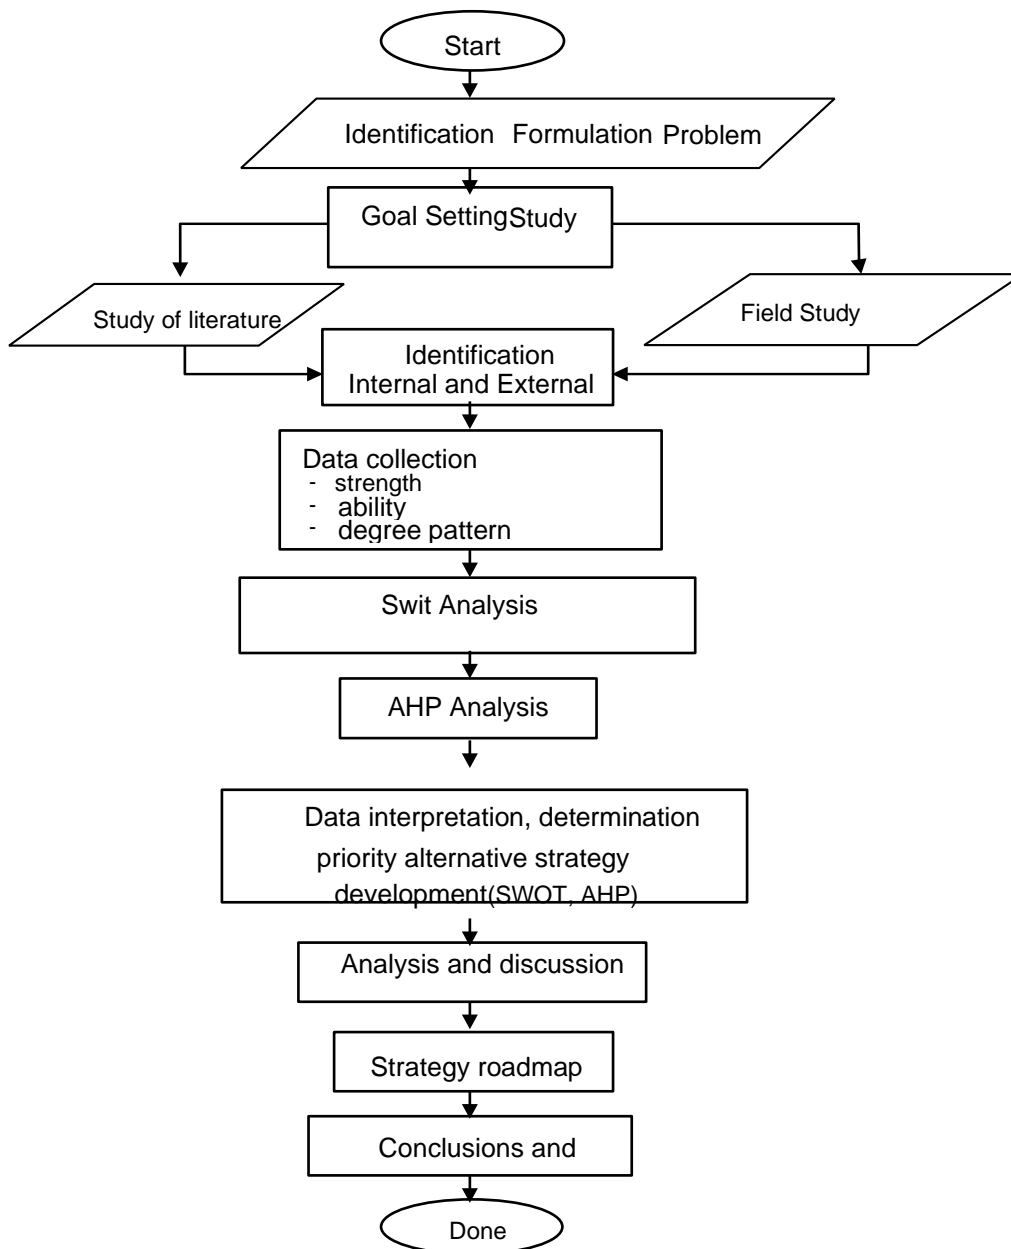 Start
Identification Formulation Problem
Goal Setting Study
Study of literature
Field Study
Identification
Internal and External
Data collection
- strength
- ability
- degree pattern
Swit Analysis
AHP Analysis
Data interpretation, determination
priority alternative strategy
development(SWOT, AHP)
Analysis and discussion
Strategy roadmap
Conclusions and
Done